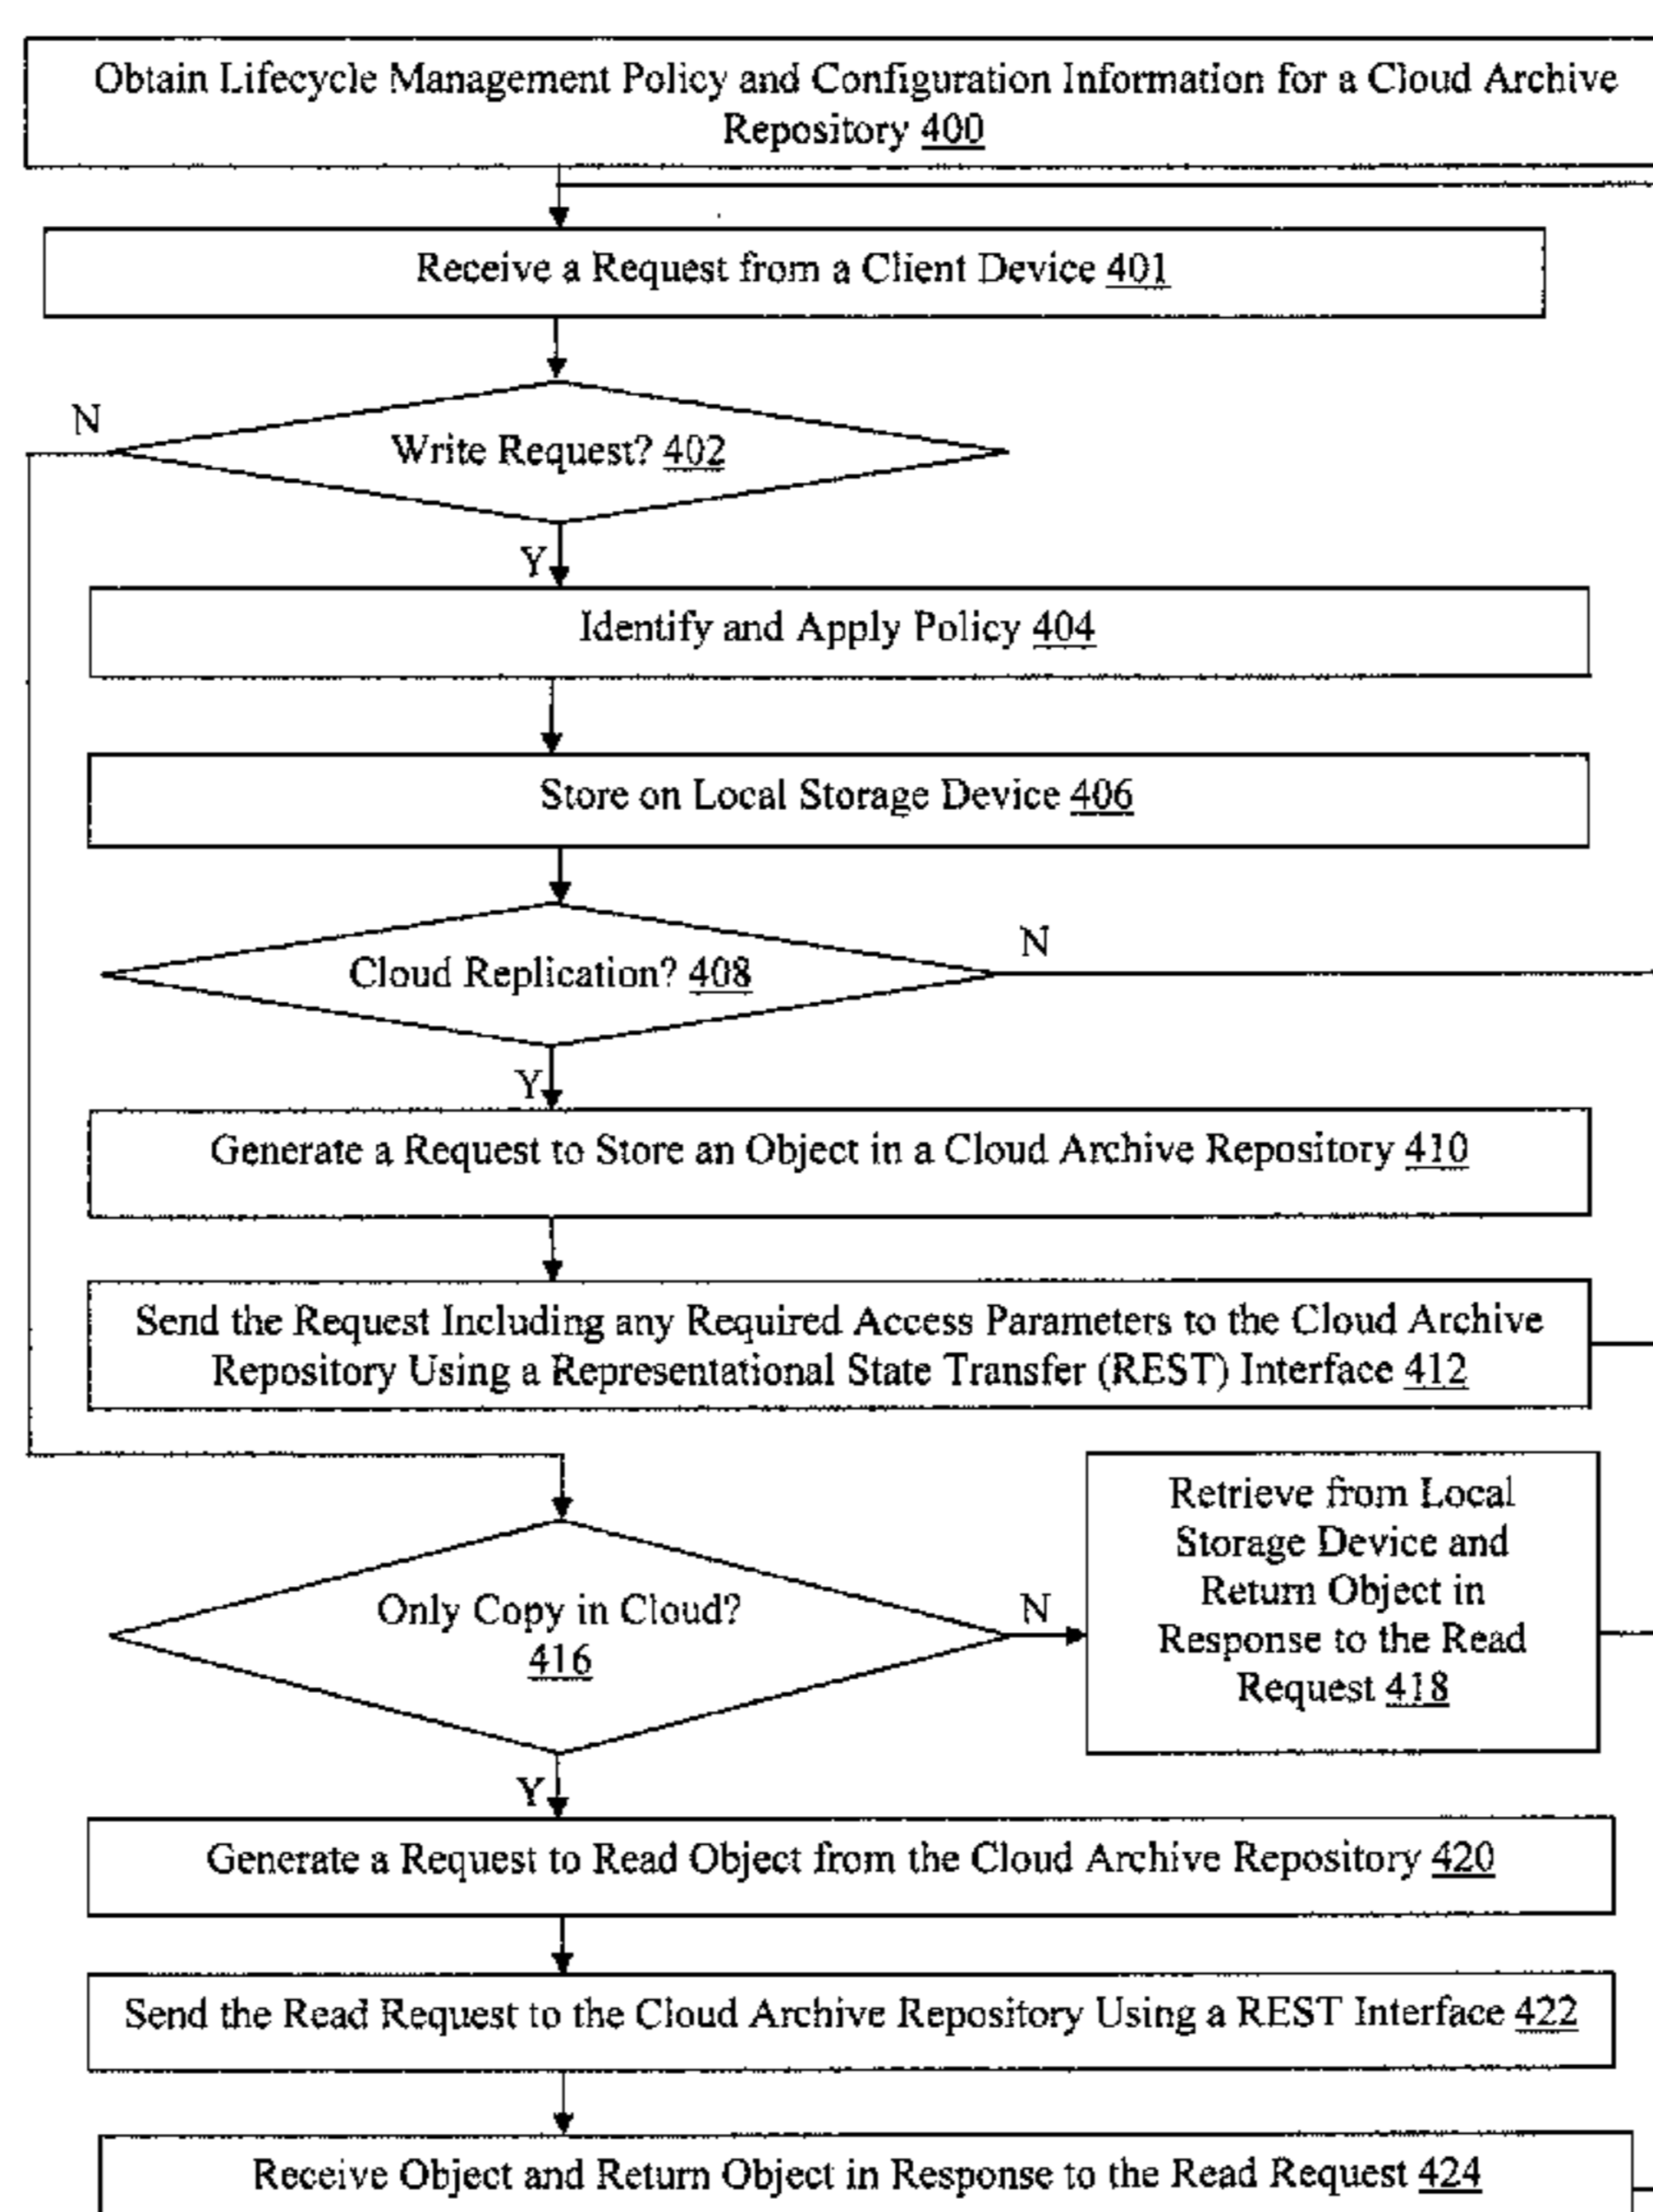 Obtain Lifecycle Management Policy and Configuration Information for a Cloud Archive
Repository 400
Receive a Request from a Client Device 401
N
Write Request? 402
Y
Identify and Apply Policy 404
Store on Local Storage Device 406
N
Cloud Replication? 408
Y
Generate a Request to Store an Object in a Cloud Archive Repository 410
Send the Request Including any Required Access Parameters to the Cloud Archive
Repository Using a Representational State Transfer (REST) Interface 412
Only Copy in Cloud?
416
N
Retrieve from Local
Storage Device and
Return Object in
Response to the Read
Request 418
Y
Generate a Request to Read Object from the Cloud Archive Repository 420
Send the Read Request to the Cloud Archive Repository Using a REST Interface 422
Receive Object and Return Object in Response to the Read Request 424